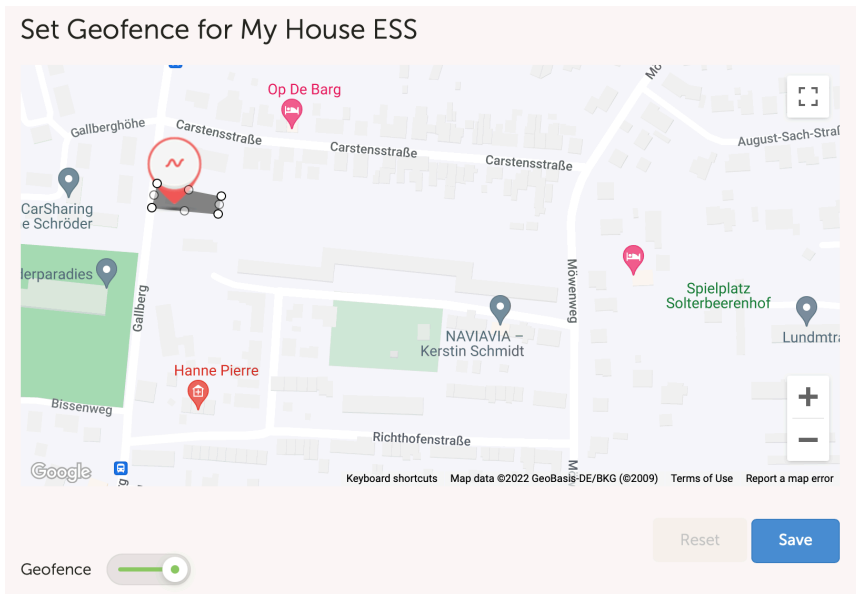 Set Geofence for My House ESS
Op De Barg
Gallberghöhe
Carstensstraße
Carstensstraße
Carstensstraße
August-Sach-Straß
CarSharing
e Schröder
derparadies
Gallberg
Möwenweg
Spielplatz
Solterbeerenhof
NAVIAVIA –
Kerstin Schmidt
Lundmtra
Hanne Pierre
Bissenweg
Richthofenstraße
Google
Keyboard shortcuts
Map data ©2022 GeoBasis-DE/BKG (©2009)
Terms of Use
Report a map error
Reset
Save
Geofence